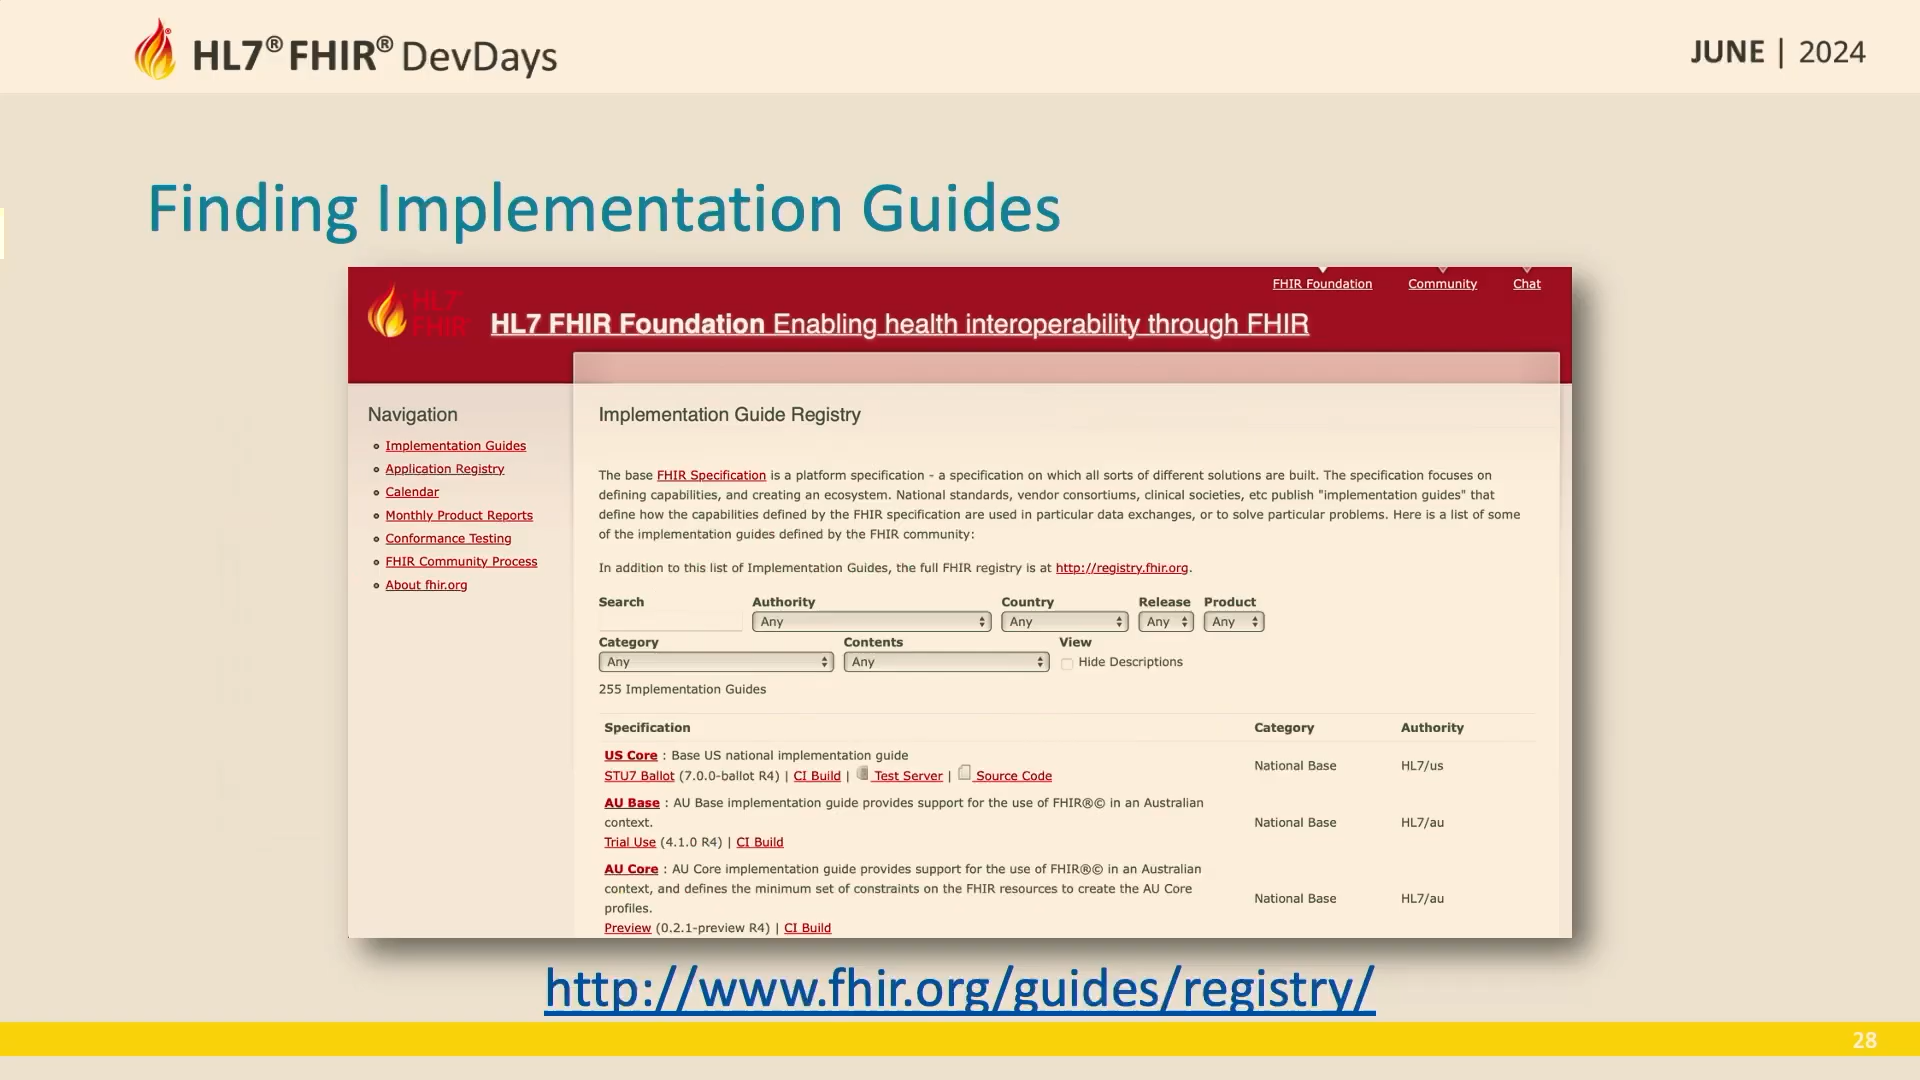 HL7® FHIR® DevDays
JUNE | 2024
Finding Implementation Guides
FHIR Foundation
Community
Chat
HL7
FHIR
HL7 FHIR Foundation Enabling health interoperability through FHIR
Navigation
Implementation Guides
Application Registry
Calendar
Monthly Product Reports
Conformance Testing
FHIR Community Process
About fhir.org
Implementation Guide Registry
The base FHIR Specification is a platform specification - a specification on which all sorts of different solutions are built. The specification focuses on
defining capabilities, and creating an ecosystem. National standards, vendor consortiums, clinical societies, etc publish "implementation guides" that
define how the capabilities defined by the FHIR specification are used in particular data exchanges, or to solve particular problems. Here is a list of some
of the implementation guides defined by the FHIR community:
In addition to this list of Implementation Guides, the full FHIR registry is at http://registry.fhir.org.
Search Authority Country Release Product
Any Any Any Any
Category Contents View
Any Any Hide Descriptions
255 Implementation Guides
Specification Category Authority
US Core : Base US national implementation guide
STU7 Ballot (7.0.0-ballot R4) | CI Build | Test Server | Source Code
National Base HL7/us
AU Base : AU Base implementation guide provides support for the use of FHIR®© in an Australian
context.
Trial Use (4.1.0 R4) | CI Build
National Base HL7/au
AU Core : AU Core implementation guide provides support for the use of FHIR®© in an Australian
context, and defines the minimum set of constraints on the FHIR resources to create the AU Core
profiles.
Preview (0.2.1-preview R4) | CI Build
National Base HL7/au
http://www.fhir.org/guides/registry/
28